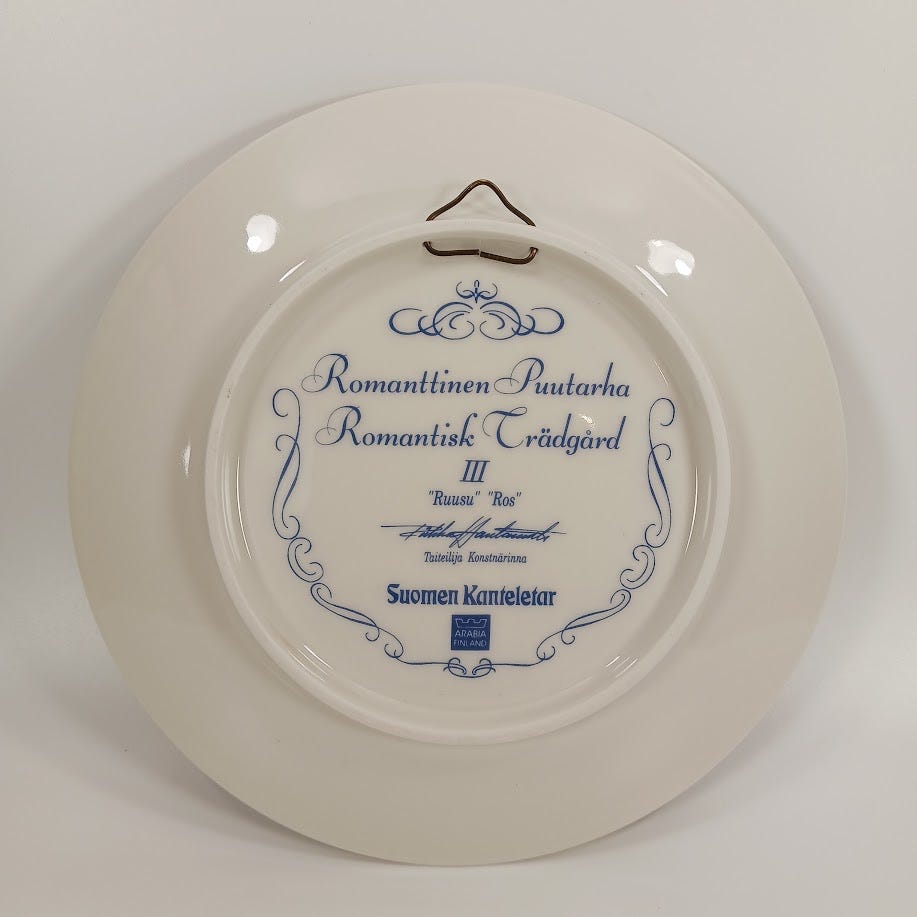 Romanttinen Puutarha
Romantisk Trädgård
III
"Ruusu" "Ros"
Taiteilija Konstnärinna
Suomen Kanteletar
ARABIA
FINLAND